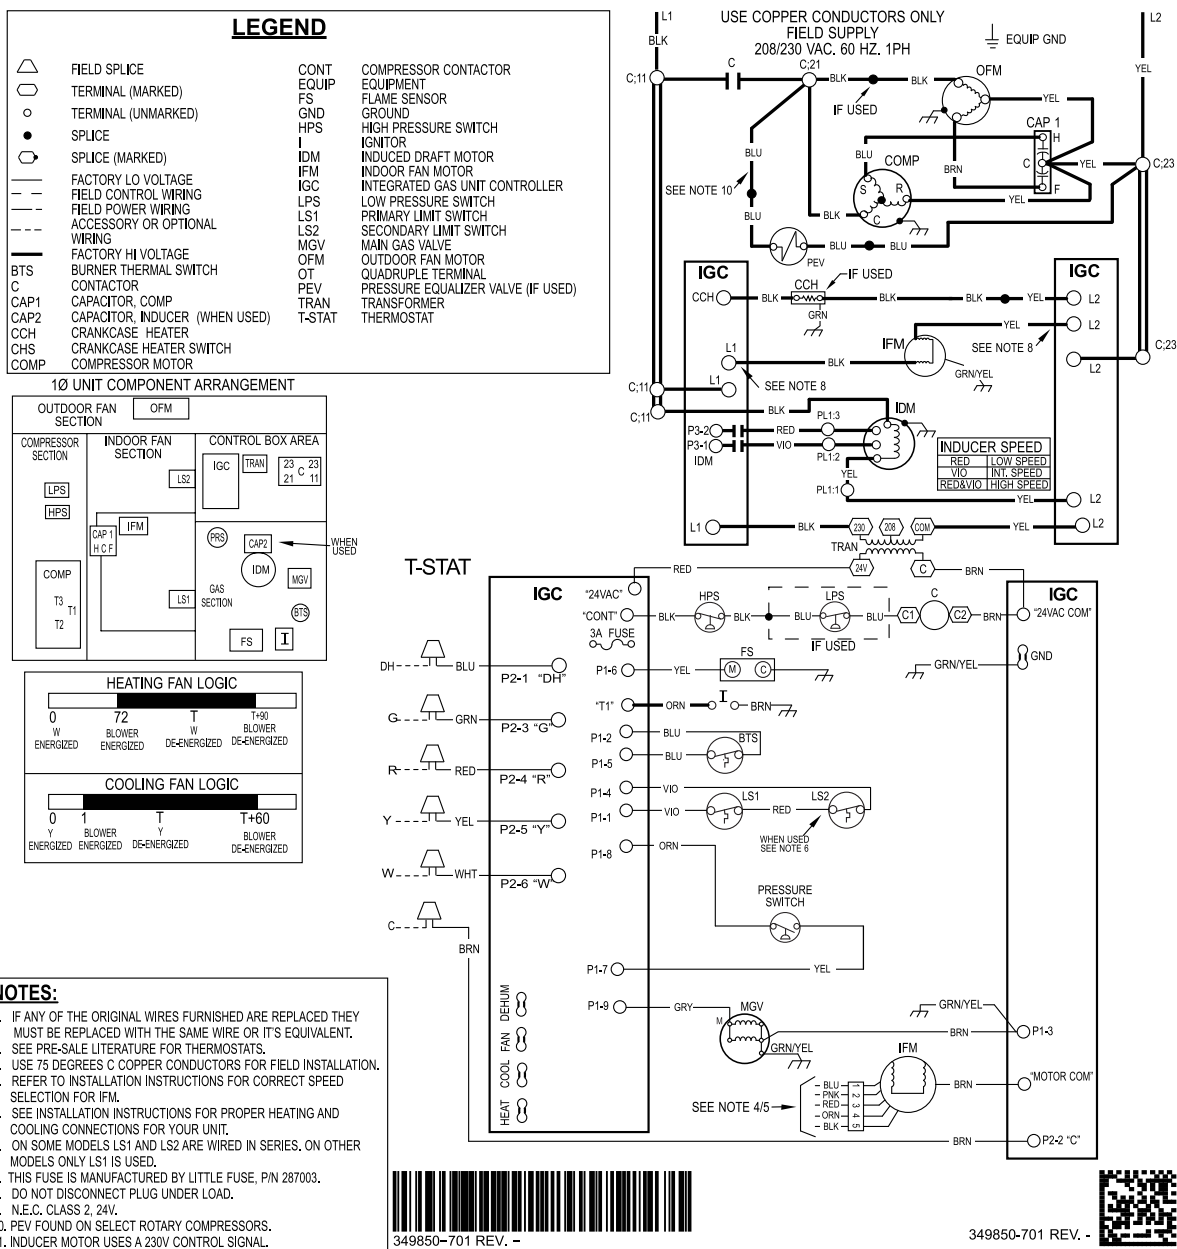 LEGEND
FIELD SPLICE
TERMINAL (MARKED)
TERMINAL (UNMARKED)
SPLICE
SPLICE (MARKED)
FACTORY LO VOLTAGE
FIELD CONTROL WIRING
FIELD POWER WIRING
ACCESSORY OR OPTIONAL
WIRING
FACTORY HI VOLTAGE
BTS BURNER THERMAL SWITCH
C CONTACTOR
CAP1 CAPACITOR, COMP
CAP2 CAPACITOR, INDUCER (WHEN USED)
CCH CRANKCASE HEATER
CHS CRANKCASE HEATER SWITCH
COMP COMPRESSOR MOTOR
CONT COMPRESSOR CONTACTOR
EQUIP EQUIPMENT
FS FLAME SENSOR
GND GROUND
HPS HIGH PRESSURE SWITCH
I IGNITOR
IDM INDUCED DRAFT MOTOR
IFM INDOOR FAN MOTOR
IGC INTEGRATED GAS UNIT CONTROLLER
LPS LOW PRESSURE SWITCH
LS1 PRIMARY LIMIT SWITCH
LS2 SECONDARY LIMIT SWITCH
MGV MAIN GAS VALVE
OFM OUTDOOR FAN MOTOR
OT QUADRUPLE TERMINAL
PEV PRESSURE EQUALIZER VALVE (IF USED)
TRAN TRANSFORMER
T-STAT THERMOSTAT
1Ø UNIT COMPONENT ARRANGEMENT
OUTDOOR FAN
SECTION
OFM
COMPRESSOR
SECTION
INDOOR FAN
SECTION
CONTROL BOX AREA
IGC
TRAN
23 C 23
21 11
LS2
LPS
HPS
IFM
CAP 1
H C F
PRS
CAP2
WHEN
USED
IDM
COMP
T3
T1
T2
GAS
SECTION
MGV
LS1
BTS
FS
I
HEATING FAN LOGIC
0 72 T T+90
W
ENERGIZED
BLOWER
ENERGIZED
W
DE-ENERGIZED
BLOWER
DE-ENERGIZED
COOLING FAN LOGIC
0 1 T T+60
Y
ENERGIZED
BLOWER
ENERGIZED
Y
DE-ENERGIZED
BLOWER
DE-ENERGIZED
NOTES:
IF ANY OF THE ORIGINAL WIRES FURNISHED ARE REPLACED THEY
MUST BE REPLACED WITH THE SAME WIRE OR IT'S EQUIVALENT.
SEE PRE-SALE LITERATURE FOR THERMOSTATS.
USE 75 DEGREES C COPPER CONDUCTORS FOR FIELD INSTALLATION.
REFER TO INSTALLATION INSTRUCTIONS FOR CORRECT SPEED
SELECTION FOR IFM.
SEE INSTALLATION INSTRUCTIONS FOR PROPER HEATING AND
COOLING CONNECTIONS FOR YOUR UNIT.
ON SOME MODELS LS1 AND LS2 ARE WIRED IN SERIES. ON OTHER
MODELS ONLY LS1 IS USED.
THIS FUSE IS MANUFACTURED BY LITTLE FUSE, P/N 287003.
DO NOT DISCONNECT PLUG UNDER LOAD.
N.E.C. CLASS 2, 24V.
0. PEV FOUND ON SELECT ROTARY COMPRESSORS.
1. INDUCER MOTOR USES A 230V CONTROL SIGNAL.
L1
BLK
USE COPPER CONDUCTORS ONLY
FIELD SUPPLY
208/230 VAC. 60 HZ. 1PH
EQUIP GND
L2
YEL
C;11
C
C;21
BLK
BLK
IF USED
OFM
YEL
CAP 1
H
C
F
YEL
C;23
BLU
BLU
COMP
BRN
SEE NOTE 10
S R
C
YEL
BLU
BLK
BLU
BLU
PEV
IGC
IF USED
IGC
CCH
BLK
CCH
BLK
BLK
YEL
L2
GRN
YEL
L2
IFM
SEE NOTE 8
L1
BLK
L2
C;23
GRN/YEL
C;11
L1
SEE NOTE 8
C;11
BLK
PL1:3
IDM
P3-2
RED
P3-1
VIO
IDM
PL1:2
YEL
PL1:1
INDUCER SPEED
RED LOW SPEED
VIO INT. SPEED
RED&VIO HIGH SPEED
YEL
L2
L1
BLK
230
208
COM
YEL
L2
TRAN
24V
C
T-STAT
RED
BRN
IGC
"24VAC"
"CONT"
3A FUSE
HPS
BLK
BLK
LPS
BLU
BLU
IF USED
C
C1
C2
BRN
IGC
"24VAC COM"
DH
BLU
P2-1 "DH"
P1-6
YEL
FS
M
C
GRN/YEL
GND
G
GRN
P2-3 "G"
"T1"
ORN
I
BRN
P1-2
BLU
BTS
P1-5
BLU
R
RED
P2-4 "R"
P1-4
VIO
Y
YEL
P2-5 "Y"
P1-1
VIO
LS1
RED
LS2
WHEN USED
SEE NOTE 6
P1-8
ORN
W
WHT
P2-6 "W"
PRESSURE
SWITCH
C
BRN
P1-7
YEL
DEHUM
FAN
COOL
HEAT
P1-9
GRY
MGV
M
GRN/YEL
GRN/YEL
BRN
P1-3
IFM
SEE NOTE 4/5
BLU
PNK
RED
ORN
BLK
1
2
3
4
5
BRN
"MOTOR COM"
BRN
P2-2 "C"
349850-701 REV. -
349850-701 REV. -